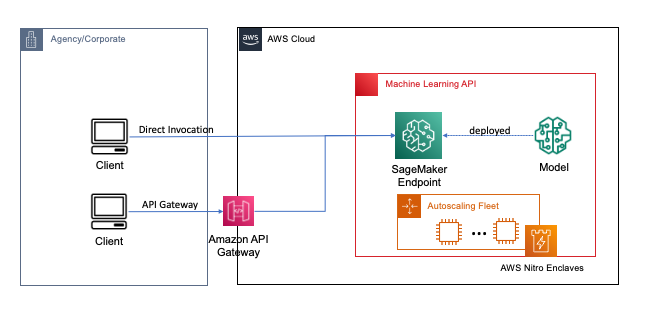 Agency/Corporate
aws
AWS Cloud
Machine Learning API
Direct Invocation
deployed
Client
SageMaker
Endpoint
Model
API Gateway
Autoscaling Fleet
Client
Amazon API
Gateway
AWS Nitro Enclaves